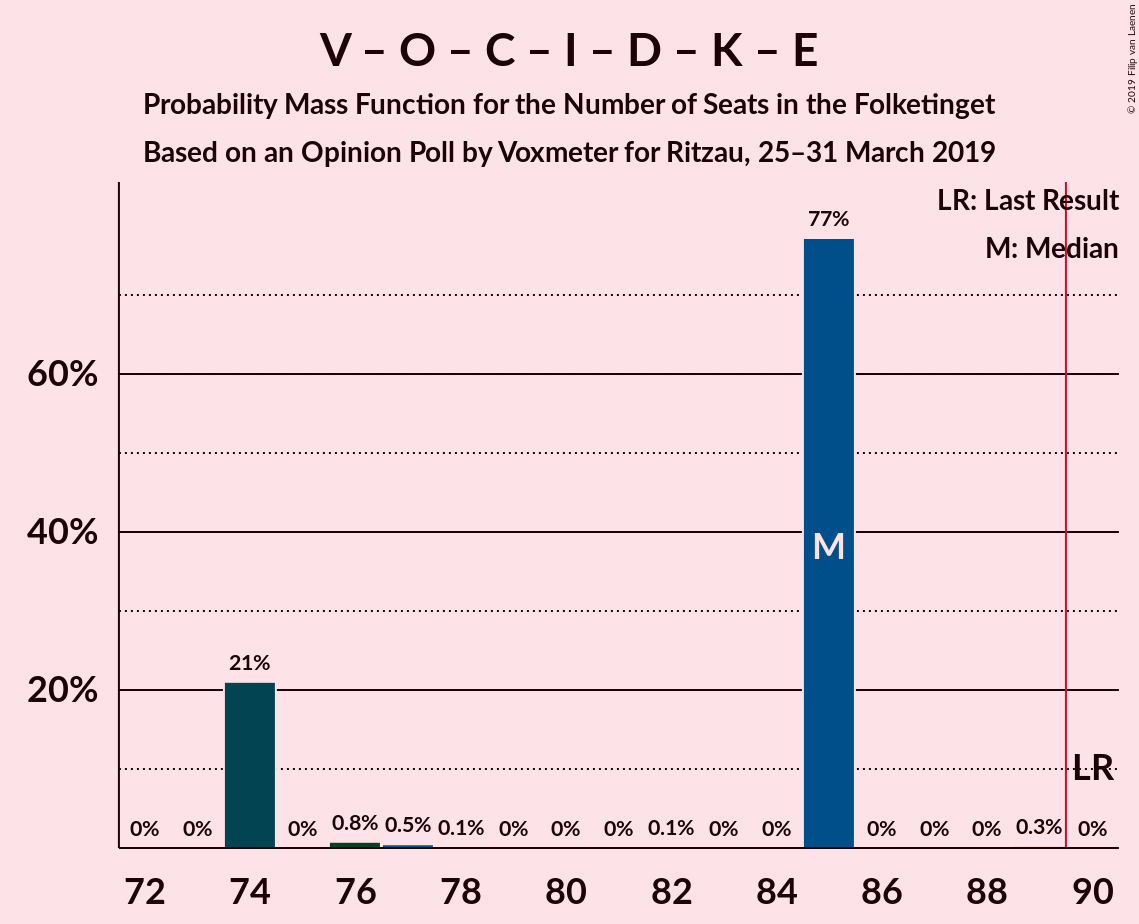 V – O – C – I – D – K – E
Probability Mass Function for the Number of Seats in the Folketinget
Based on an Opinion Poll by Voxmeter for Ritzau, 25–31 March 2019
© 2019 Filip van Laenen
LR: Last Result
M: Median
77%
60%
40%
M
21%
20%
LR
0% 0% 0% 0.8% 0.5% 0.1% 0% 0% 0% 0.1% 0% 0% 0% 0% 0% 0.3% 0%
72 74 76 78 80 82 84 86 88 90